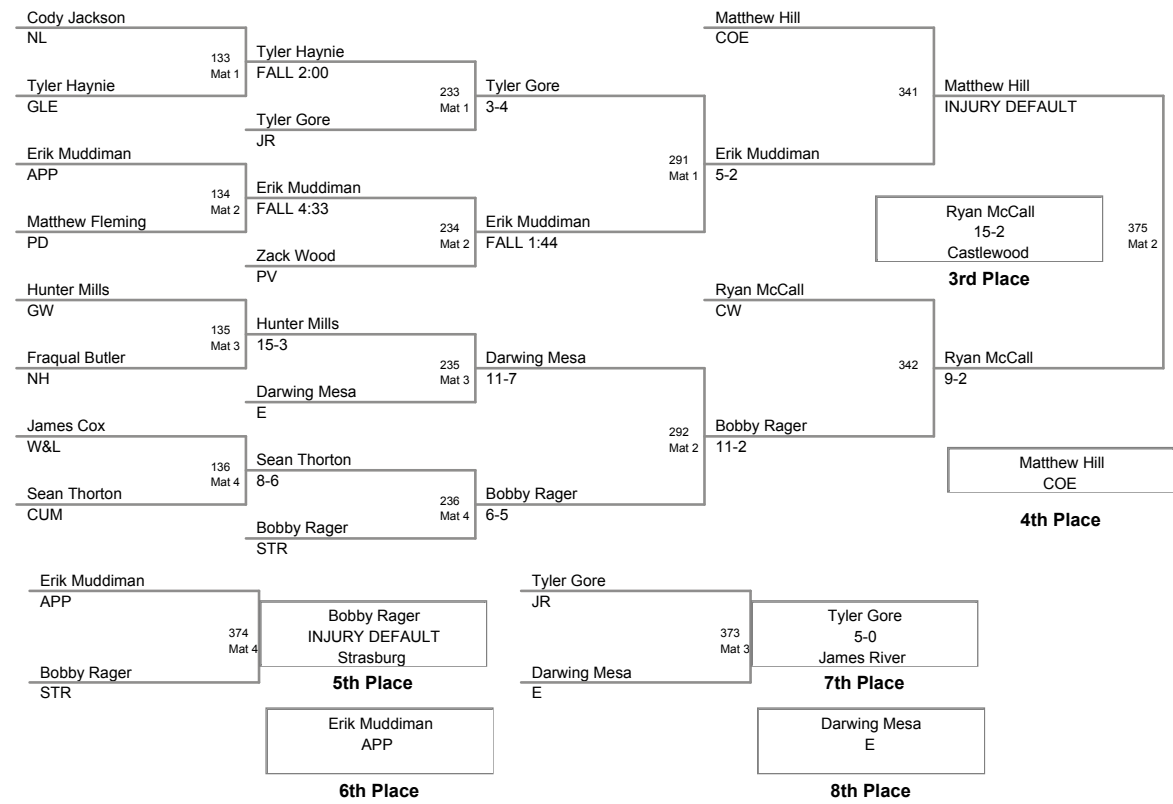 Cody Jackson
NL
133
Mat 1
Tyler Haynie
GLE
Tyler Haynie
FALL 2:00
233
Mat 1
Tyler Gore
JR
Tyler Gore
3-4
Erik Muddiman
APP
134
Mat 2
Matthew Fleming
PD
Erik Muddiman
FALL 4:33
234
Mat 2
Zack Wood
PV
Erik Muddiman
FALL 1:44
291
Mat 1
Matthew Hill
COE
341
Erik Muddiman
5-2
Matthew Hill
INJURY DEFAULT
Ryan McCall
15-2
Castlewood
3rd Place
375
Mat 2
Hunter Mills
GW
135
Mat 3
Fraqual Butler
NH
Hunter Mills
15-3
235
Mat 3
Darwing Mesa
E
Darwing Mesa
11-7
James Cox
W&L
136
Mat 4
Sean Thorton
CUM
Sean Thorton
8-6
236
Mat 4
Bobby Rager
STR
Bobby Rager
6-5
292
Mat 2
Ryan McCall
CW
342
Bobby Rager
11-2
Ryan McCall
9-2
Matthew Hill
COE
4th Place
Erik Muddiman
APP
374
Mat 4
Bobby Rager
STR
Bobby Rager
INJURY DEFAULT
Strasburg
5th Place
Erik Muddiman
APP
6th Place
Tyler Gore
JR
373
Mat 3
Darwing Mesa
E
Tyler Gore
5-0
James River
7th Place
Darwing Mesa
E
8th Place